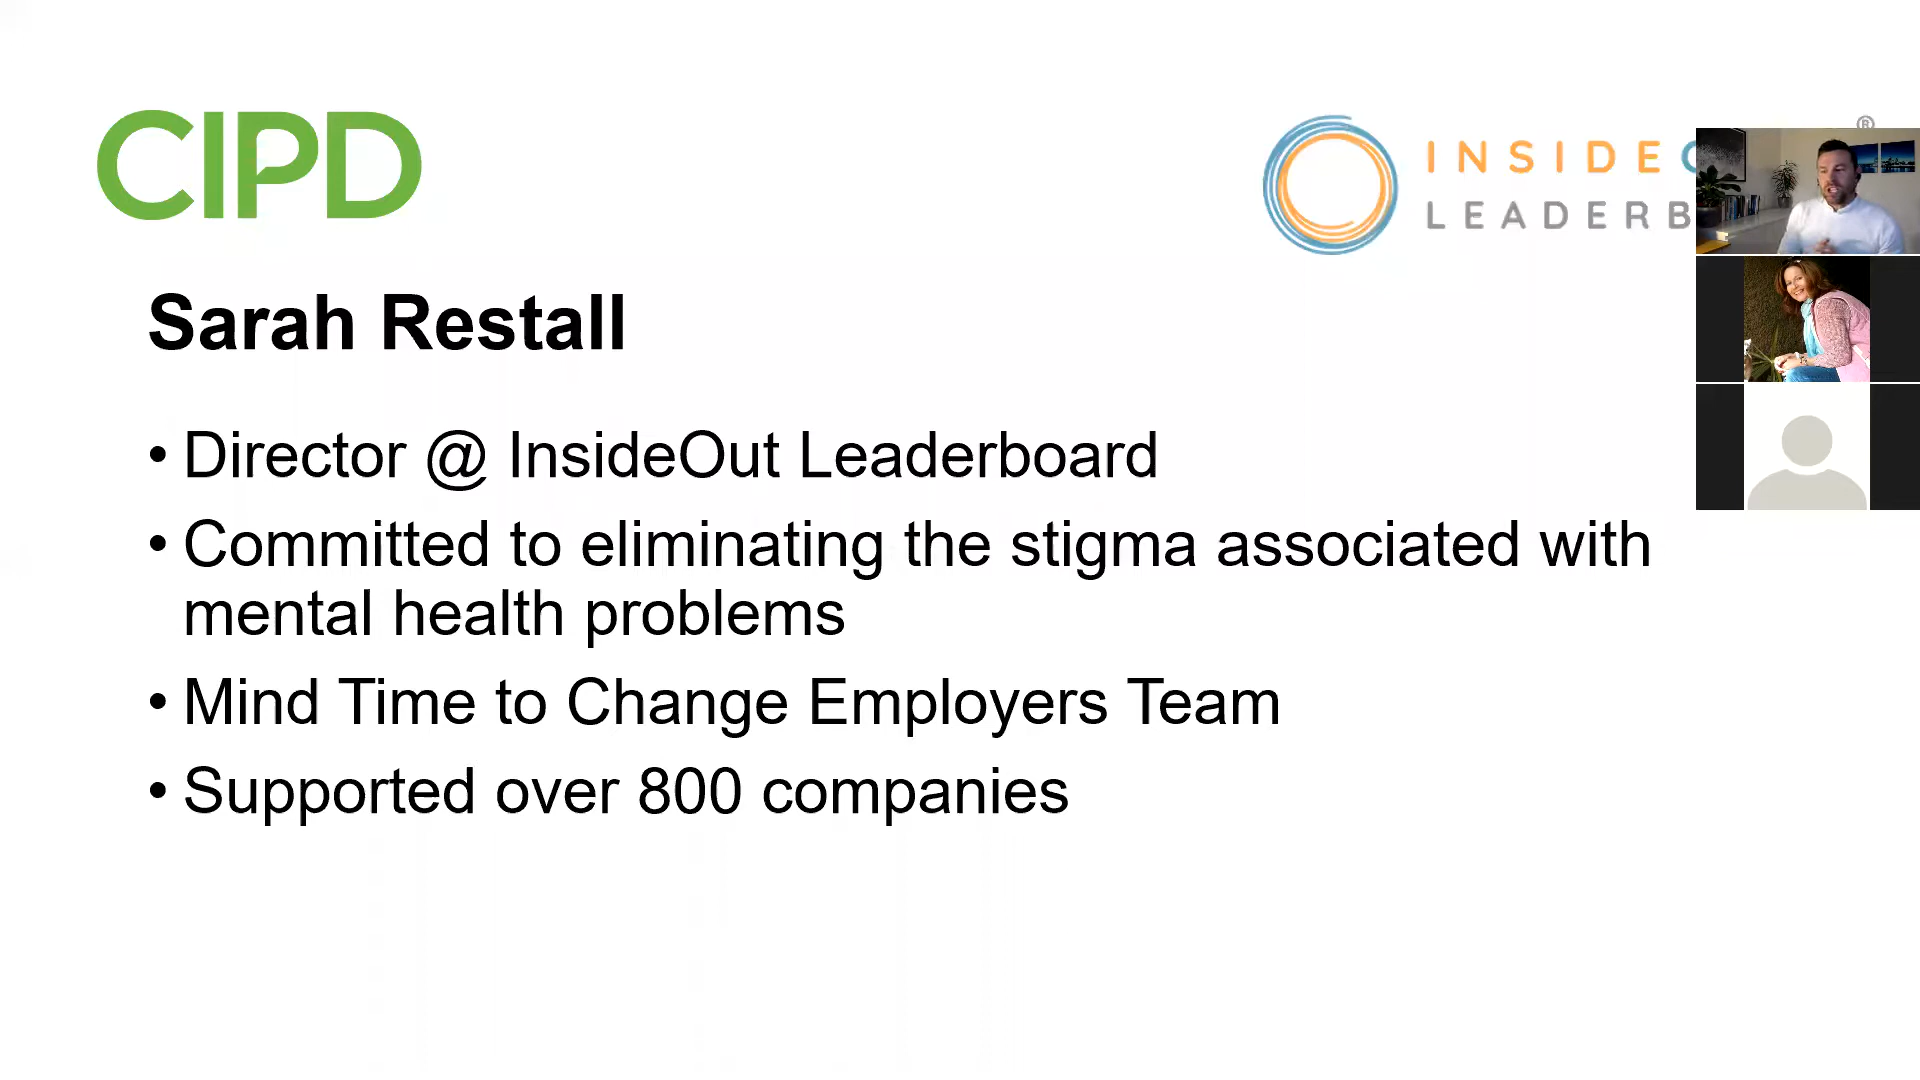 CIPD
®
INSIDE
LEADERB
Sarah Restall
• Director @ InsideOut Leaderboard
• Committed to eliminating the stigma associated with
mental health problems
• Mind Time to Change Employers Team
• Supported over 800 companies